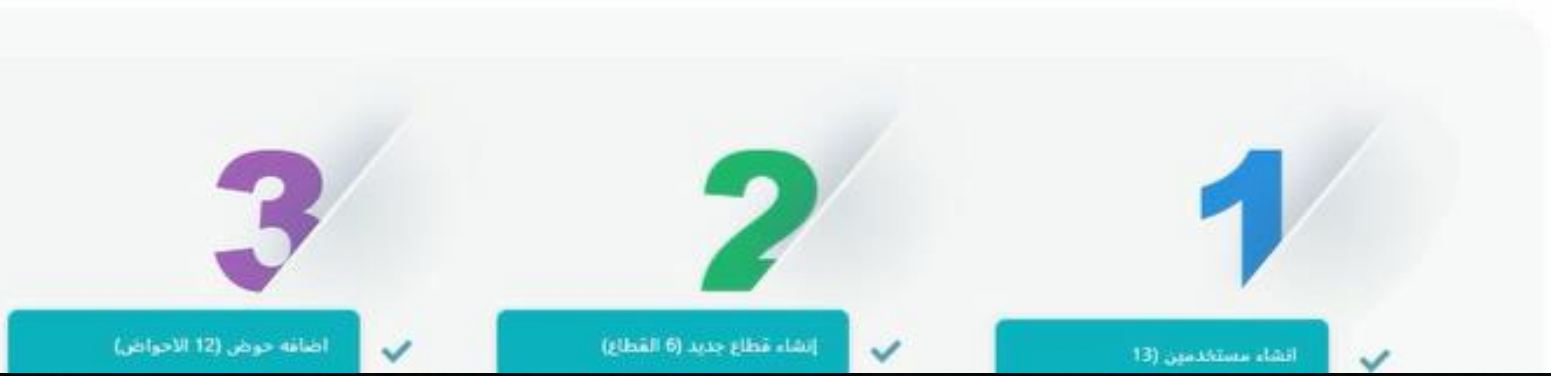 1
انشاء مستخدمين (13
2
إنشاء قطاع جديد (6 القطاع)
3
اضافه حوض (12 الاحواض)